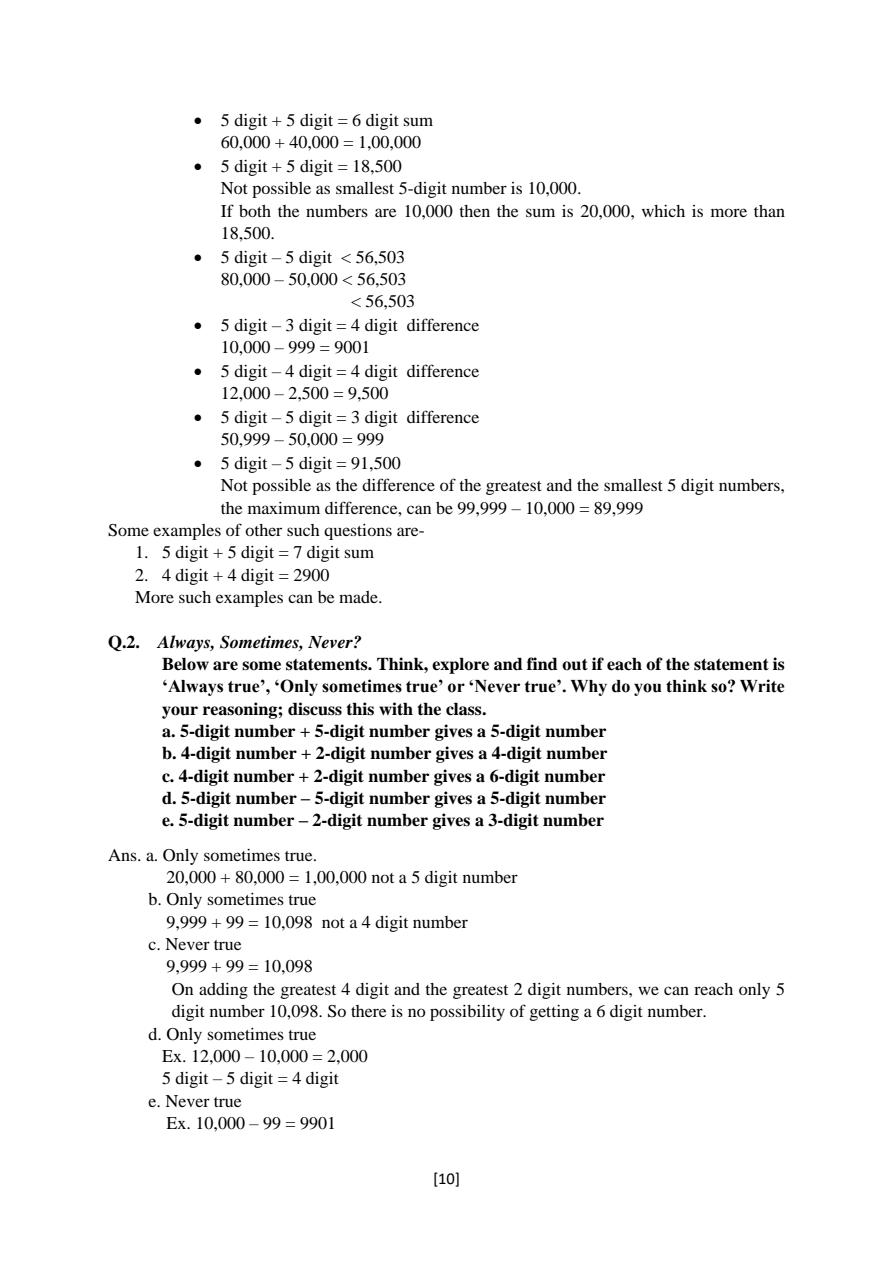 • 5 digit + 5 digit = 6 digit sum
60,000 + 40,000 = 1,00,000
• 5 digit + 5 digit = 18,500
Not possible as smallest 5-digit number is 10,000.
If both the numbers are 10,000 then the sum is 20,000, which is more than
18,500.
• 5 digit – 5 digit < 56,503
80,000 – 50,000 < 56,503
< 56,503
• 5 digit – 3 digit = 4 digit difference
10,000 – 999 = 9001
• 5 digit – 4 digit = 4 digit difference
12,000 – 2,500 = 9,500
• 5 digit – 5 digit = 3 digit difference
50,999 – 50,000 = 999
• 5 digit – 5 digit = 91,500
Not possible as the difference of the greatest and the smallest 5 digit numbers,
the maximum difference, can be 99,999 – 10,000 = 89,999
Some examples of other such questions are-
1. 5 digit + 5 digit = 7 digit sum
2. 4 digit + 4 digit = 2900
More such examples can be made.
Q.2. Always, Sometimes, Never?
Below are some statements. Think, explore and find out if each of the statement is
‘Always true’, ‘Only sometimes true’ or ‘Never true’. Why do you think so? Write
your reasoning; discuss this with the class.
a. 5-digit number + 5-digit number gives a 5-digit number
b. 4-digit number + 2-digit number gives a 4-digit number
c. 4-digit number + 2-digit number gives a 6-digit number
d. 5-digit number – 5-digit number gives a 5-digit number
e. 5-digit number – 2-digit number gives a 3-digit number
Ans. a. Only sometimes true.
20,000 + 80,000 = 1,00,000 not a 5 digit number
b. Only sometimes true
9,999 + 99 = 10,098 not a 4 digit number
c. Never true
9,999 + 99 = 10,098
On adding the greatest 4 digit and the greatest 2 digit numbers, we can reach only 5
digit number 10,098. So there is no possibility of getting a 6 digit number.
d. Only sometimes true
Ex. 12,000 – 10,000 = 2,000
5 digit – 5 digit = 4 digit
e. Never true
Ex. 10,000 – 99 = 9901
[10]